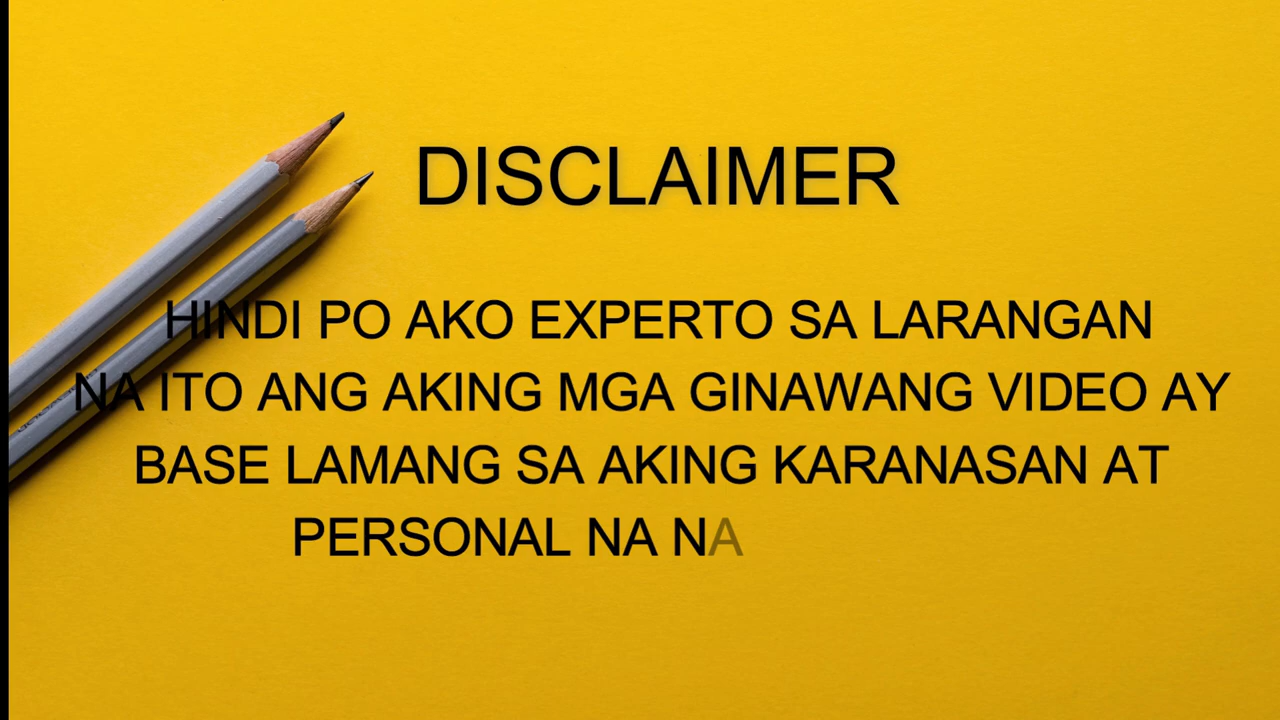 DISCLAIMER
HINDI PO AKO EXPERTO SA LARANGAN
NA ITO ANG AKING MGA GINAWANG VIDEO AY
BASE LAMANG SA AKING KARANASAN AT
PERSONAL NA NA